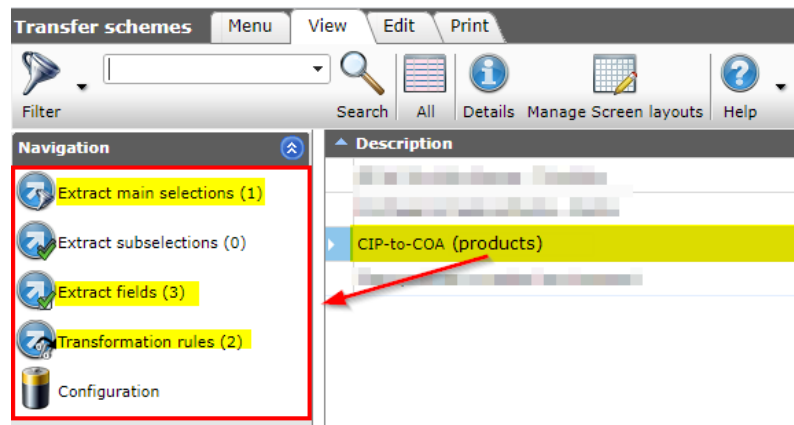 Transfer schemes Menu View Edit Print
Filter Search All Details Manage Screen layouts Help
Navigation
Extract main selections (1)
Extract subselections (0)
Extract fields (3)
Transformation rules (2)
Configuration
Description
CIP-to-COA (products)